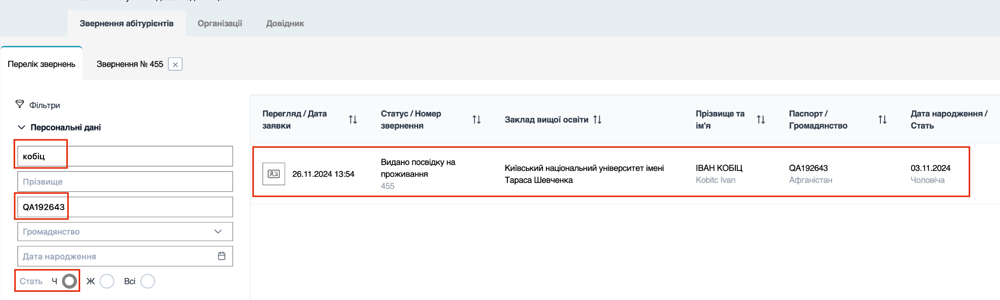 Звернення абітурієнтів
Організації
Довідник
Перелік звернень
Звернення № 455
Фільтри
Персональні дані
кобіц
Прізвище
QA192643
Громадянство
Дата народження
Стать Ч Ж Всі
Перегляд / Дата
заявки
Статус / Номер
звернення
Заклад вищої освіти
Прізвище та
ім'я
Паспорт /
Громадянство
Дата народження /
Стать
26.11.2024 13:54
Видано посвідку на
проживання
455
Київський національний університет імені
Тараса Шевченка
ІВАН КОБІЦ
Kobitc Ivan
QA192643
Афганістан
03.11.2024
Чоловіча